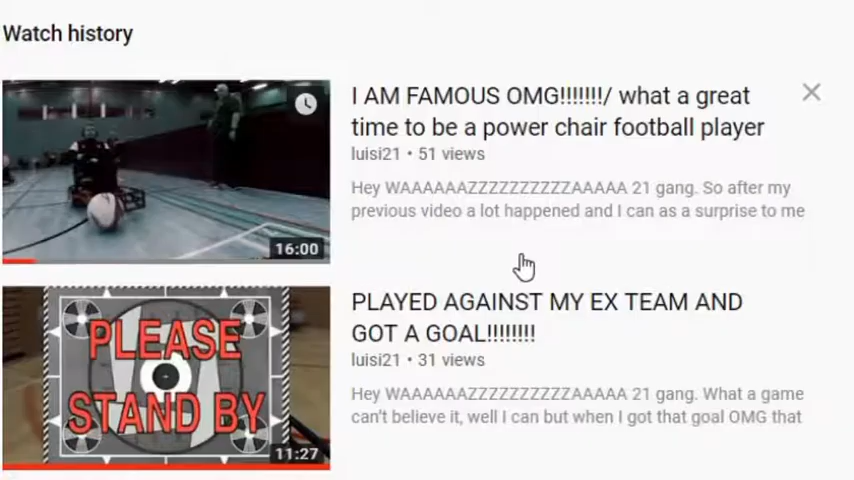 Watch history
I AM FAMOUS OMG!!!!!!!/ what a great
time to be a power chair football player
luisi21 • 51 views
Hey WAAAAAAZZZZZZZZZZAAAAA 21 gang. So after my
previous video a lot happened and I can as a surprise to me
16:00
PLAYED AGAINST MY EX TEAM AND
GOT A GOAL!!!!!!!!
luisi21 • 31 views
Hey WAAAAAAZZZZZZZZZZAAAAA 21 gang. What a game
can't believe it, well I can but when I got that goal OMG that
PLEASE
STAND BY
11:27